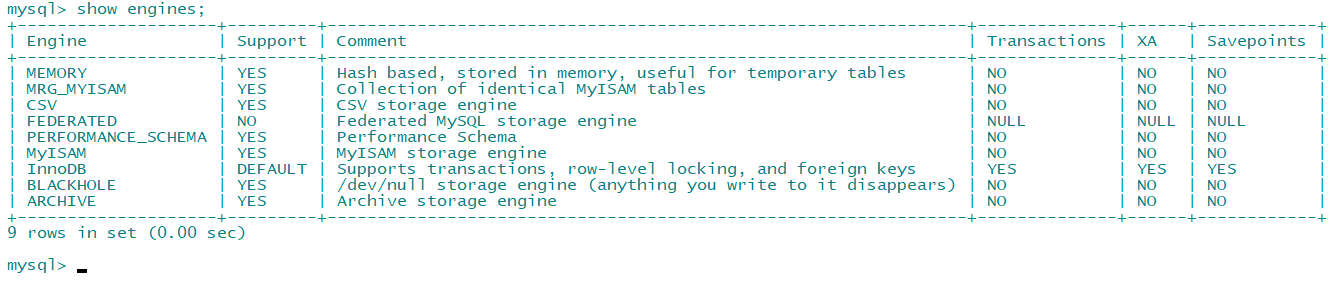 mysql> show engines;
+--------------------+---------+----------------------------------------------------------------+--------------+------+------------+
| Engine             | Support | Comment                                                        | Transactions | XA   | Savepoints |
+--------------------+---------+----------------------------------------------------------------+--------------+------+------------+
| MEMORY             | YES     | Hash based, stored in memory, useful for temporary tables      | NO           | NO   | NO         |
| MRG_MYISAM         | YES     | Collection of identical MyISAM tables                          | NO           | NO   | NO         |
| CSV                | YES     | CSV storage engine                                             | NO           | NO   | NO         |
| FEDERATED          | NO      | Federated MySQL storage engine                                 | NULL         | NULL | NULL       |
| PERFORMANCE_SCHEMA | YES     | Performance Schema                                             | NO           | NO   | NO         |
| MyISAM             | YES     | MyISAM storage engine                                          | NO           | NO   | NO         |
| InnoDB             | DEFAULT | Supports transactions, row-level locking, and foreign keys     | YES          | YES  | YES        |
| BLACKHOLE          | YES     | /dev/null storage engine (anything you write to it disappears) | NO           | NO   | NO         |
| ARCHIVE            | YES     | Archive storage engine                                         | NO           | NO   | NO         |
+--------------------+---------+----------------------------------------------------------------+--------------+------+------------+
9 rows in set (0.00 sec)
mysql>